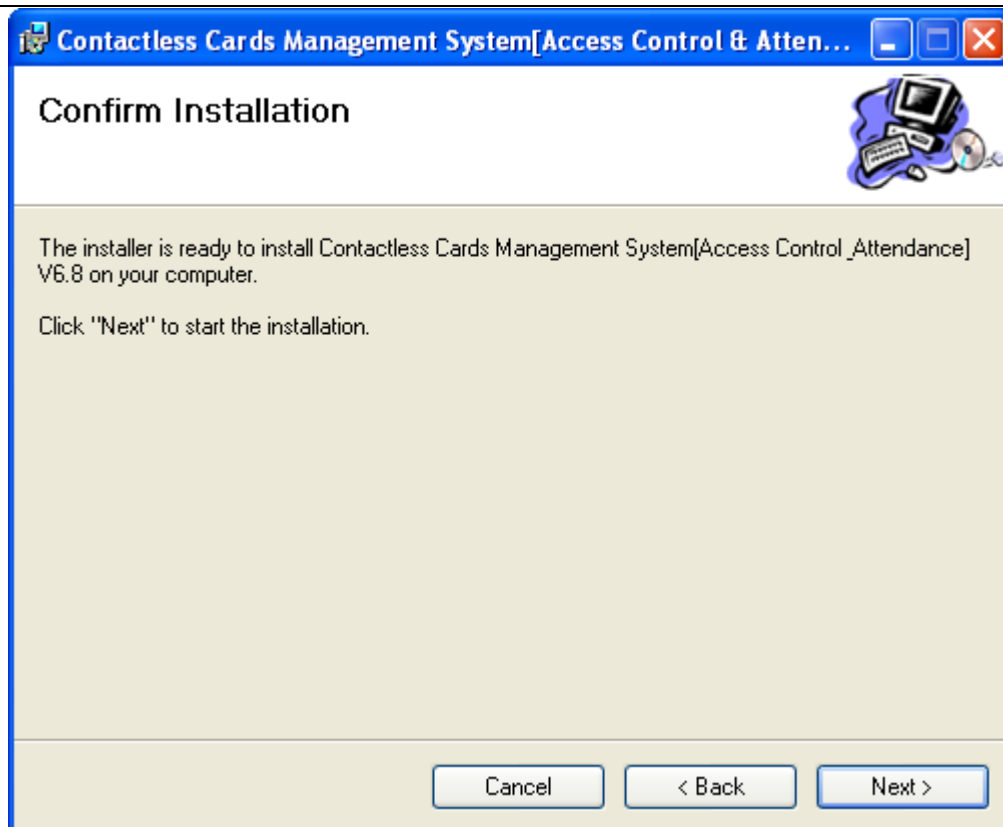 Contactless Cards Management System[Access Control & Atten...
Confirm Installation
The installer is ready to install Contactless Cards Management System[Access Control _Attendance]
V6.8 on your computer.
Click "Next" to start the installation.
Cancel
< Back
Next >